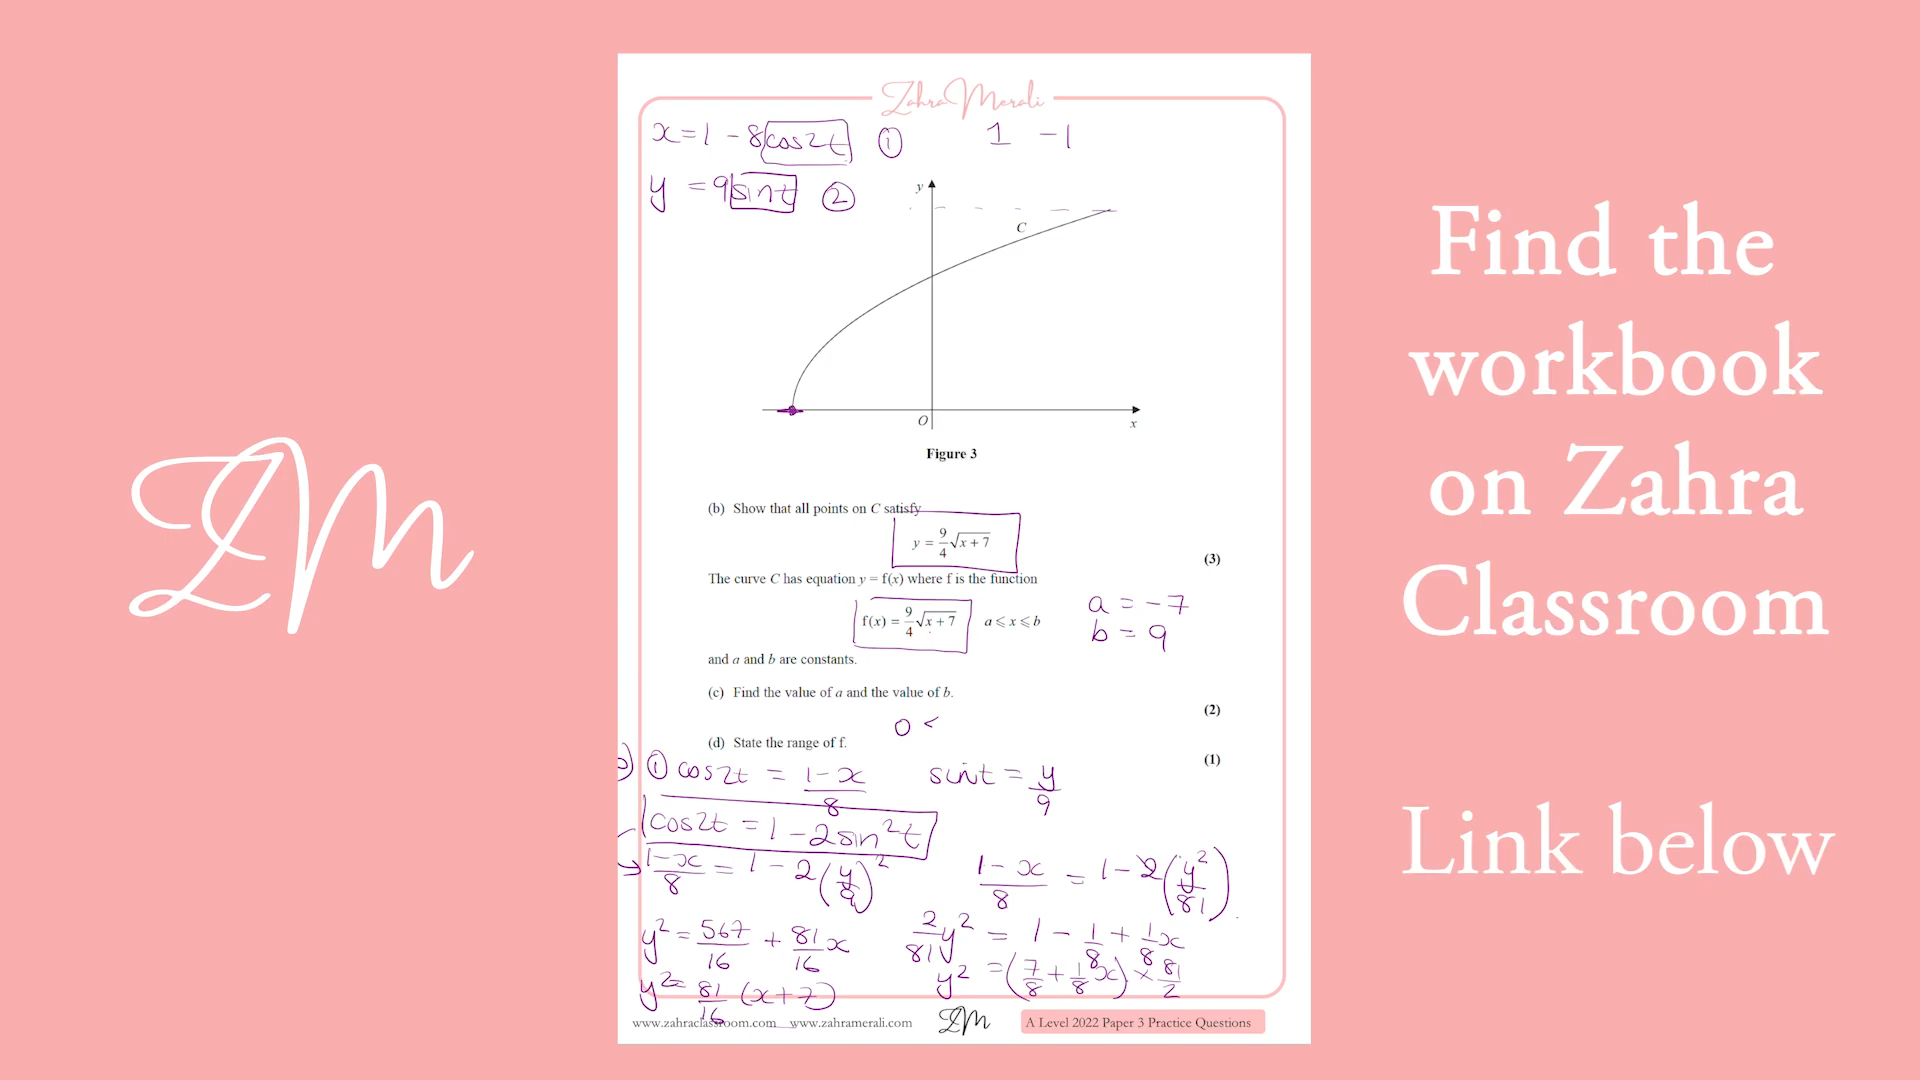 Zahra Merali
x = 1 - 8cos2t ① 1 -1
y = 9sint ②
y
C
O
x
Figure 3
(b) Show that all points on C satisfy
y = 9/4 √x + 7
(3)
The curve C has equation y = f(x) where f is the function
f(x) = 9/4 √x + 7 a ⩽ x ⩽ b
a = -7
b = 9
and a and b are constants.
(c) Find the value of a and the value of b.
(2)
0 <
(d) State the range of f.
(1)
① cos2t = 1-x/8 sint = y/9
cos2t = 1 - 2sin²t
1-x/8 = 1 - 2(y/9)² 1-x/8 = 1 - 2(y²/81)
y² = 567/16 + 81/16 x 2/81 y² = 1 - 1/8 + 1/8 x
y² = 81/16 (x+7) y² = (7/8 + 1/8 x) × 81/2
www.zahraclassroom.com www.zahramerali.com ZM A Level 2022 Paper 3 Practice Questions
ZM
Find the
workbook
on Zahra
Classroom
Link below